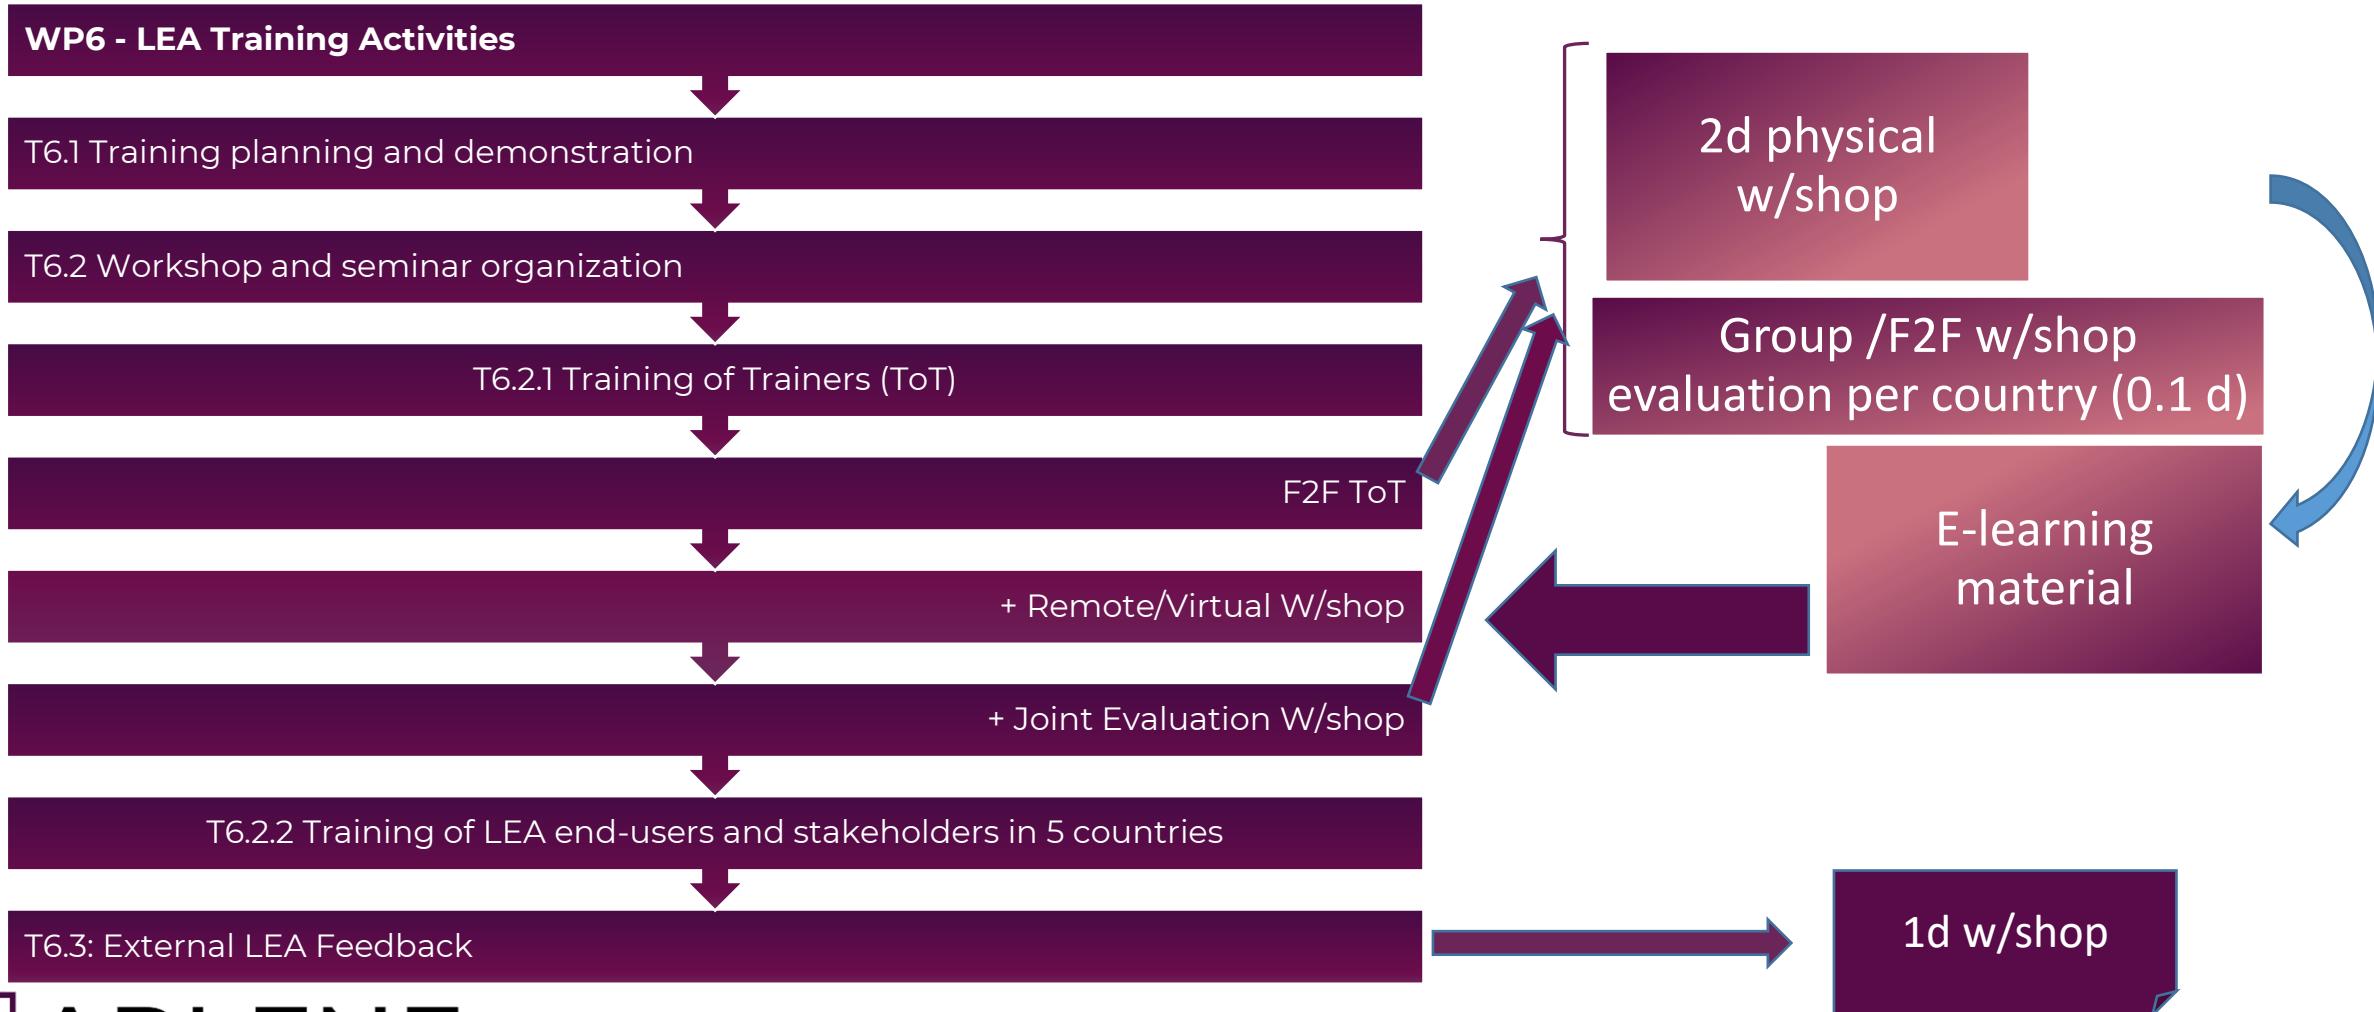 WP6 - LEA Training Activities
T6.1 Training planning and demonstration
T6.2 Workshop and seminar organization
T6.2.1 Training of Trainers (ToT)
F2F ToT
+ Remote/Virtual W/shop
+ Joint Evaluation W/shop
T6.2.2 Training of LEA end-users and stakeholders in 5 countries
T6.3: External LEA Feedback
2d physical
w/shop
Group /F2F w/shop
evaluation per country (0.1 d)
E-learning
material
1d w/shop